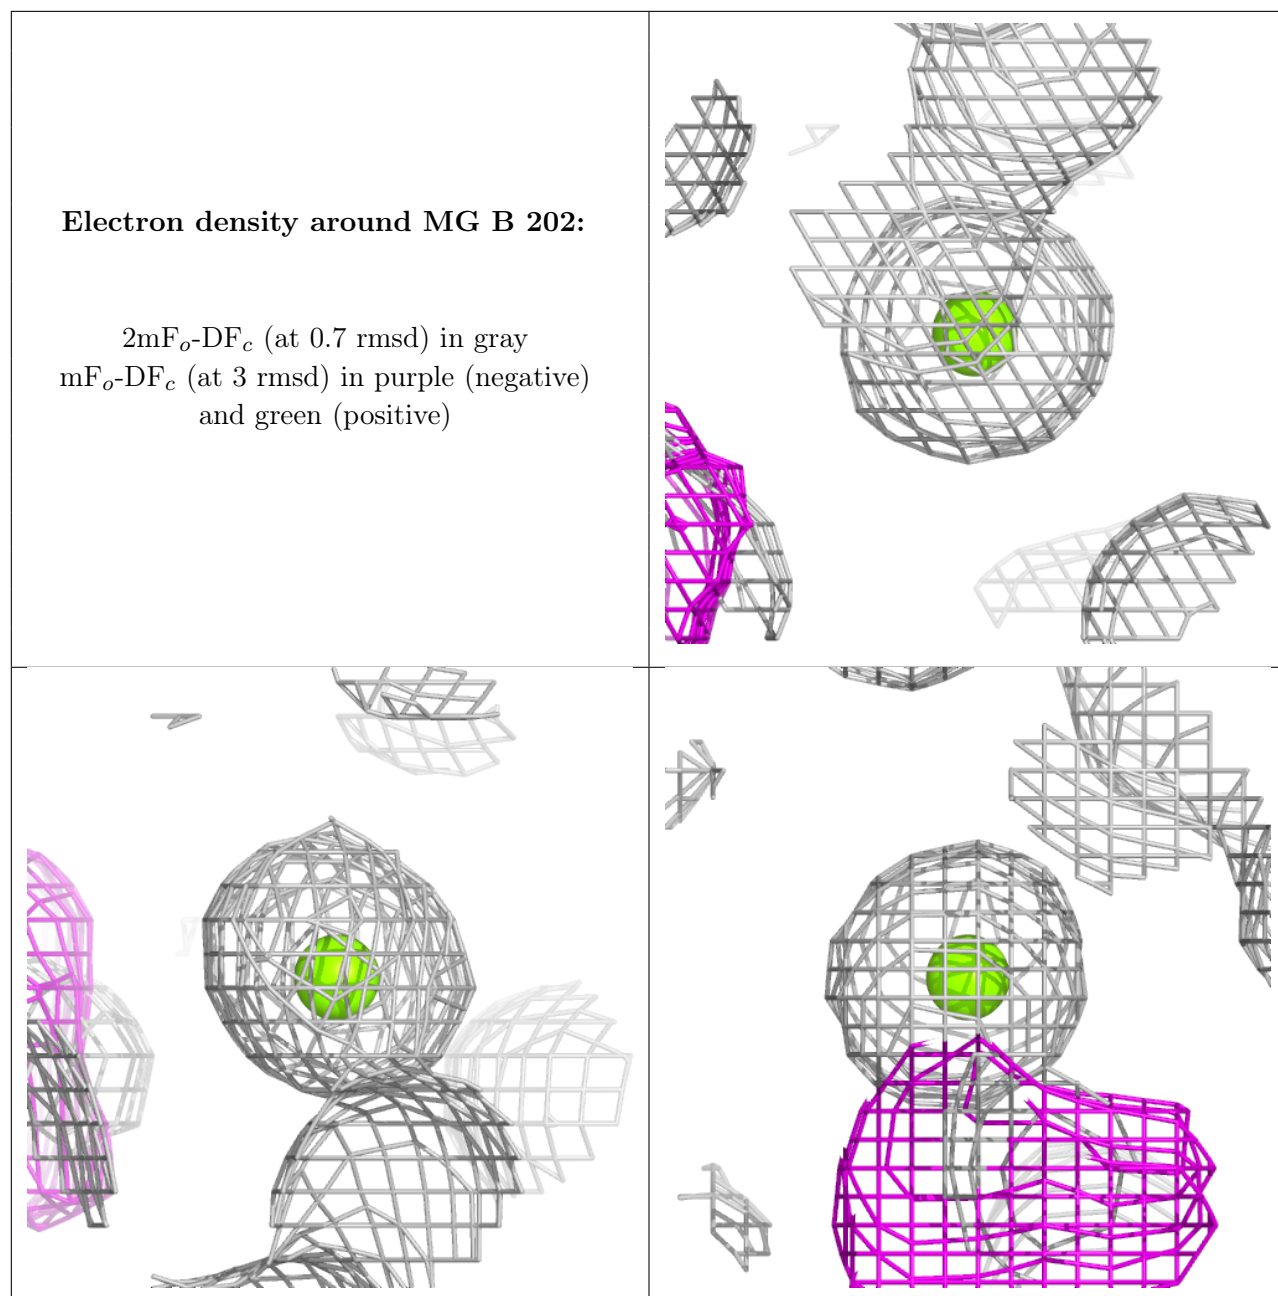 Electron density around MG B 202:
2mFo-DFc (at 0.7 rmsd) in gray
mFo-DFc (at 3 rmsd) in purple (negative)
and green (positive)